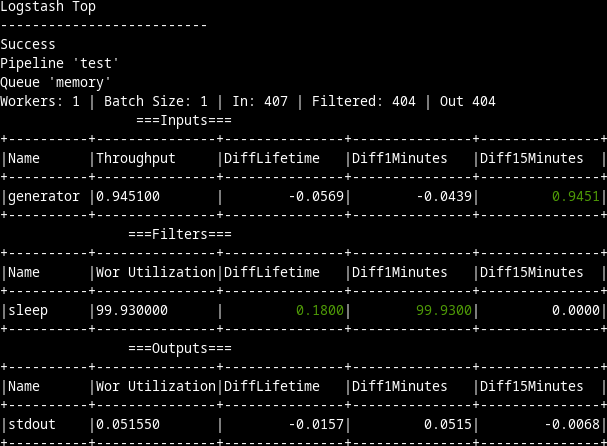 Logstash Top
--------------------------
Success
Pipeline 'test'
Queue 'memory'
Workers: 1 | Batch Size: 1 | In: 407 | Filtered: 404 | Out 404
                 ===Inputs===
+----------+---------------+---------------+---------------+---------------+
|Name      |Throughput     |DiffLifetime   |Diff1Minutes   |Diff15Minutes  |
+----------+---------------+---------------+---------------+---------------+
|generator |0.945100       |        -0.0569|        -0.0439|         0.9451|
+----------+---------------+---------------+---------------+---------------+
                ===Filters===
+----------+---------------+---------------+---------------+---------------+
|Name      |Wor Utilization|DiffLifetime   |Diff1Minutes   |Diff15Minutes  |
+----------+---------------+---------------+---------------+---------------+
|sleep     |99.930000      |         0.1800|        99.9300|         0.0000|
+----------+---------------+---------------+---------------+---------------+
                ===Outputs===
+----------+---------------+---------------+---------------+---------------+
|Name      |Wor Utilization|DiffLifetime   |Diff1Minutes   |Diff15Minutes  |
+----------+---------------+---------------+---------------+---------------+
|stdout    |0.051550       |        -0.0157|         0.0515|        -0.0068|
+----------+---------------+---------------+---------------+---------------+